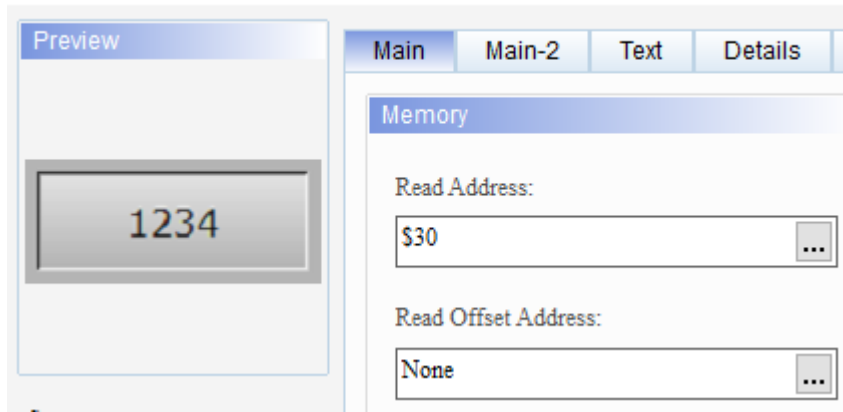 Preview
1234
Main Main-2 Text Details
Memory
Read Address:
$30
...
Read Offset Address:
None
...